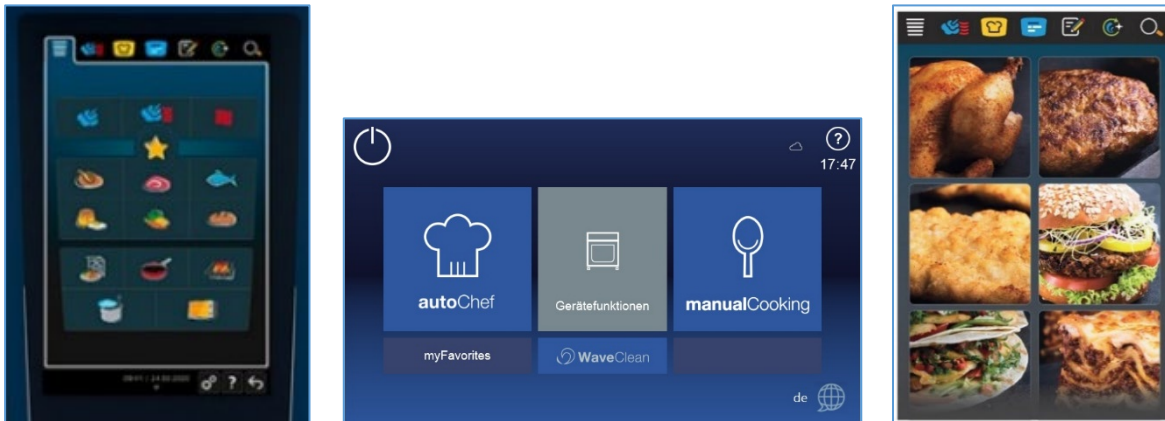 ?
17:47
autoChef Gerätefunktionen manualCooking
myFavorites WaveClean
de
?